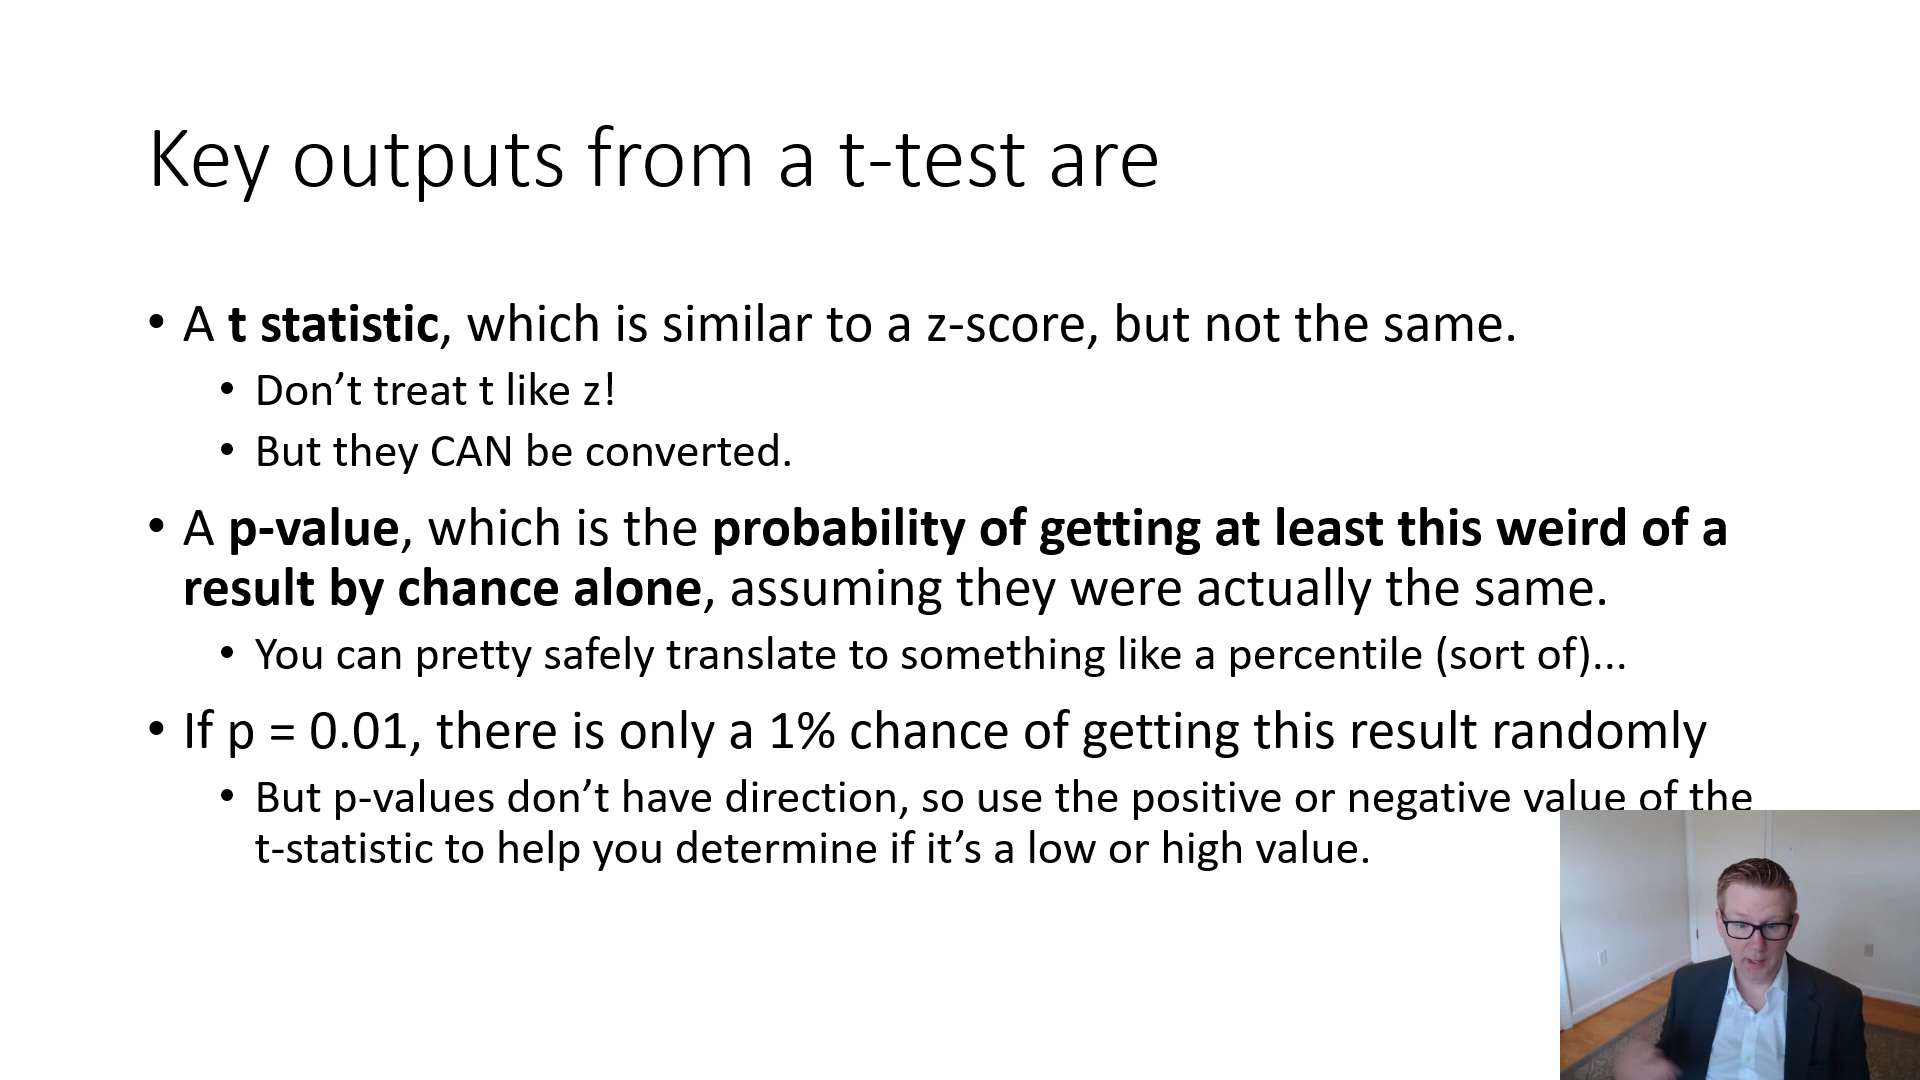 Key outputs from a t-test are
• A t statistic, which is similar to a z-score, but not the same.
• Don’t treat t like z!
• But they CAN be converted.
• A p-value, which is the probability of getting at least this weird of a
result by chance alone, assuming they were actually the same.
• You can pretty safely translate to something like a percentile (sort of)...
• If p = 0.01, there is only a 1% chance of getting this result randomly
• But p-values don’t have direction, so use the positive or negative value of the
t-statistic to help you determine if it’s a low or high value.